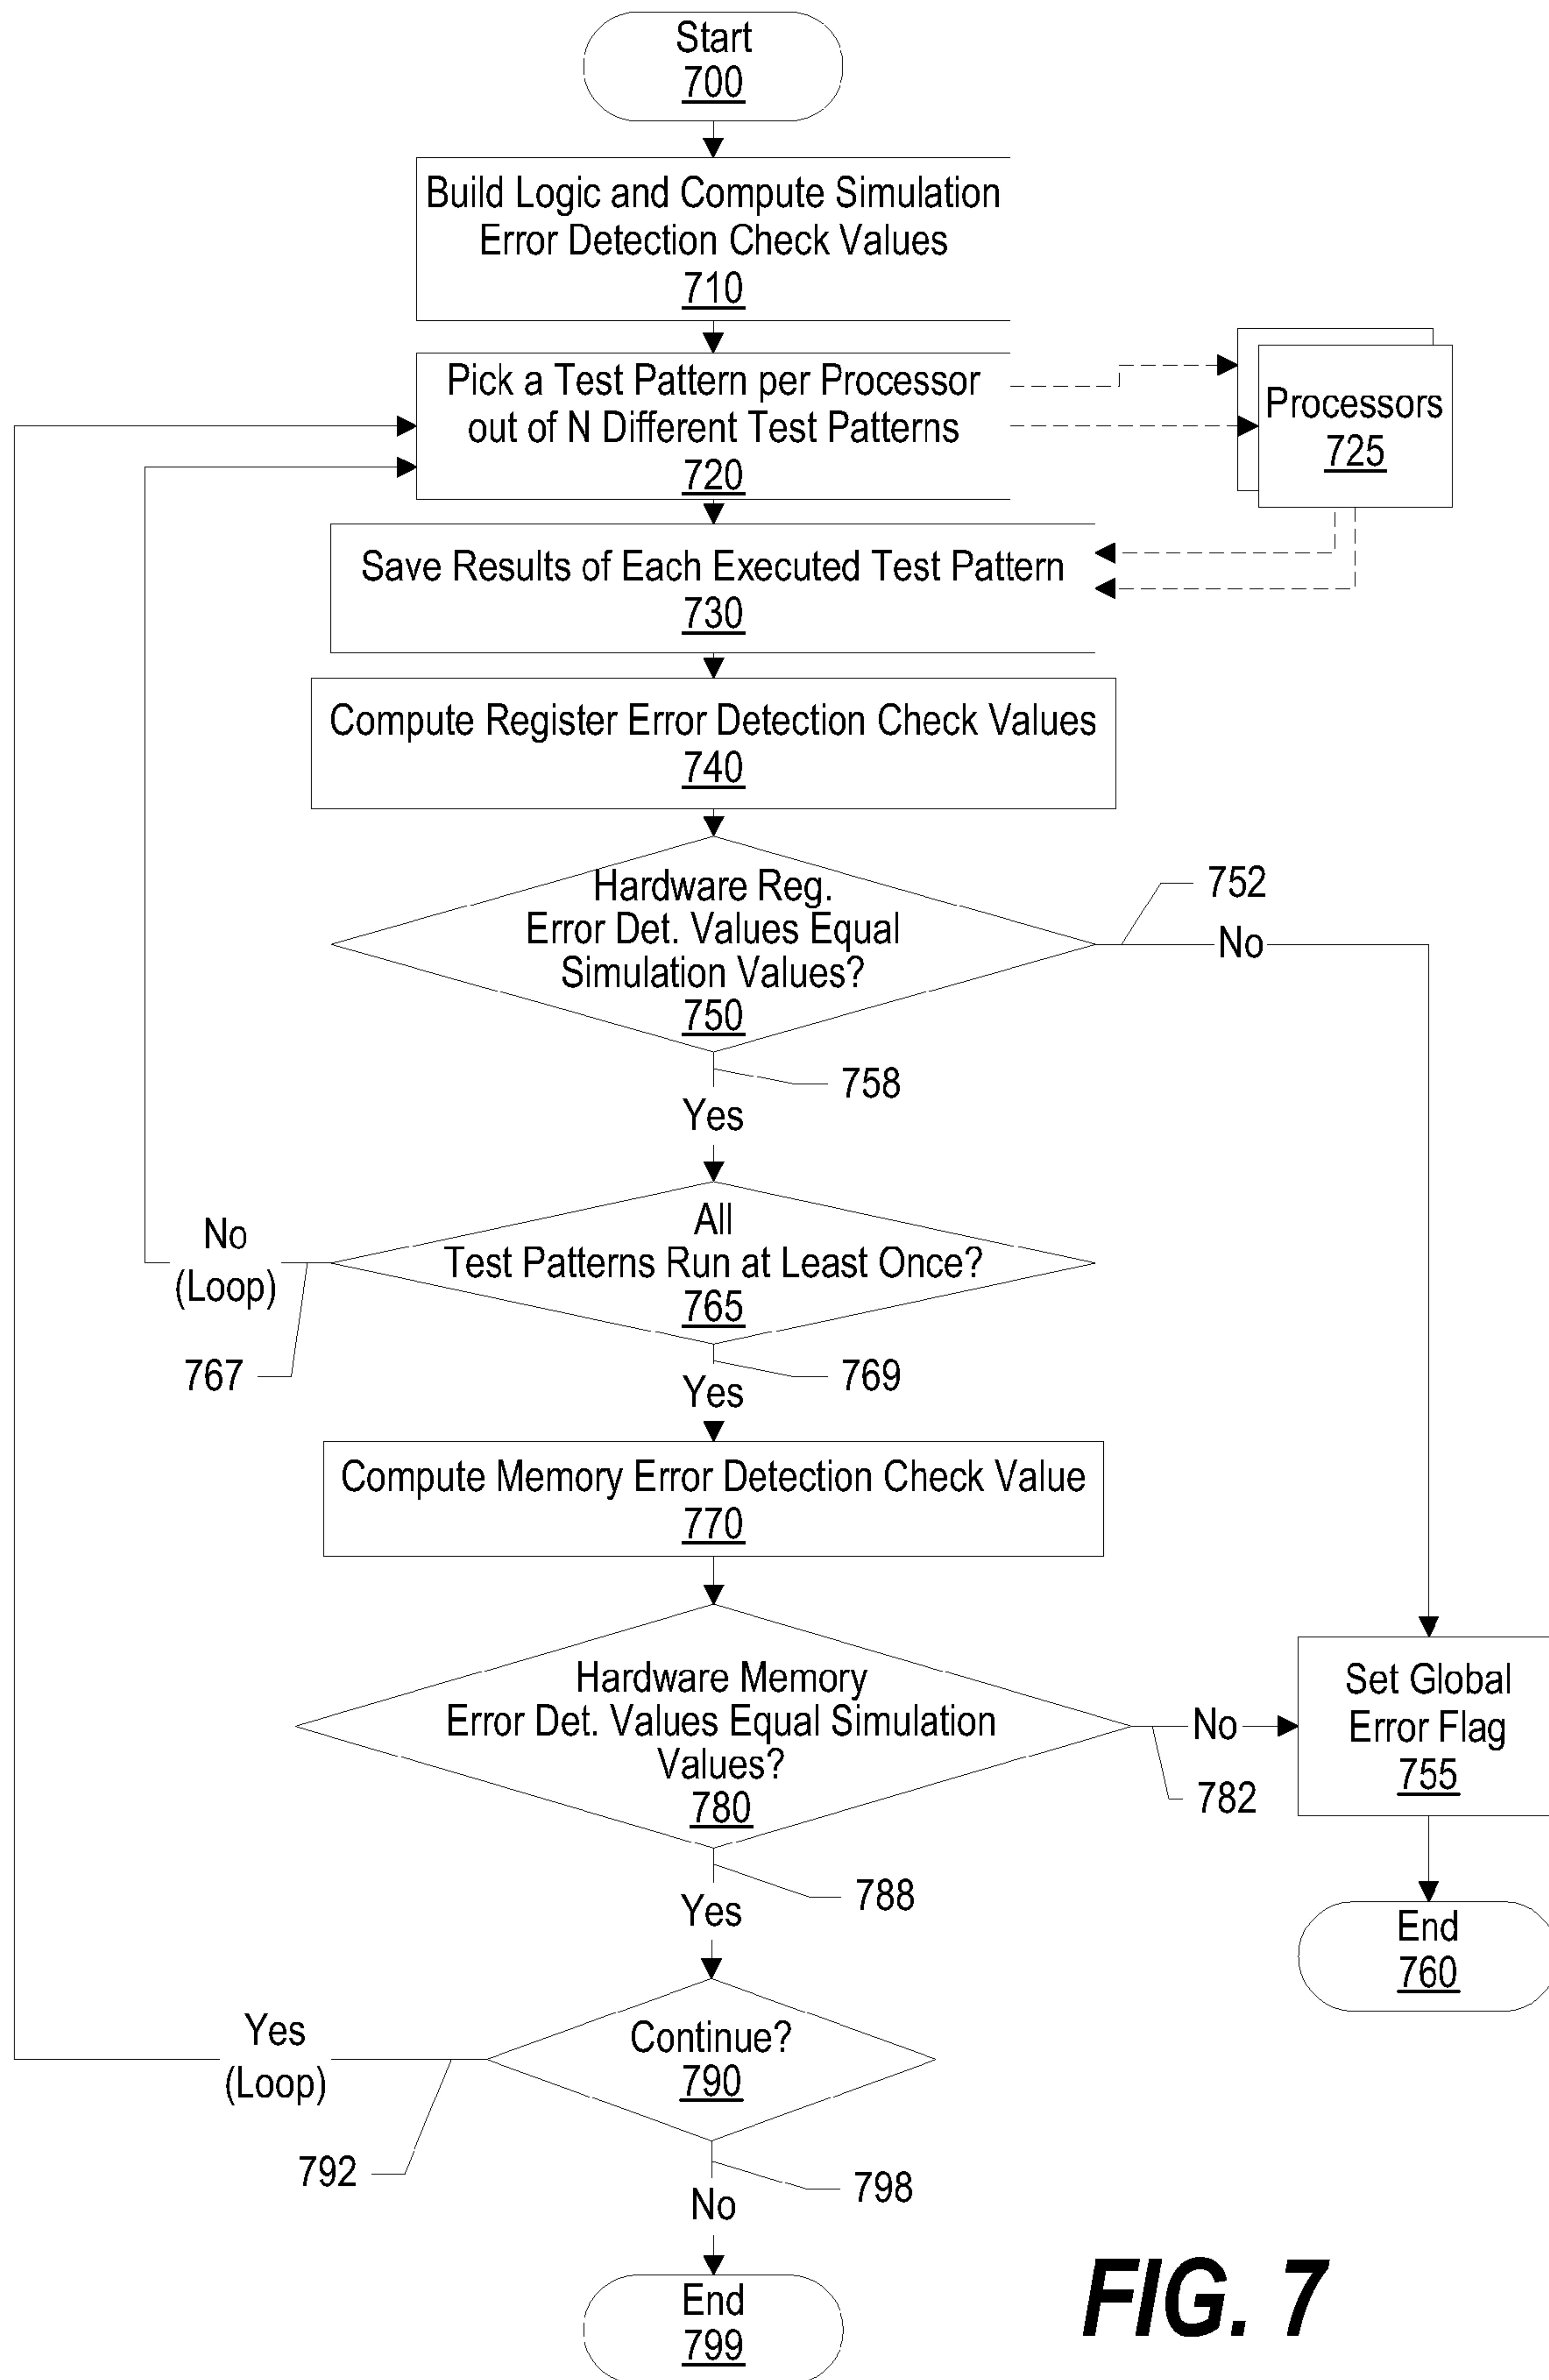 Start
700
Build Logic and Compute Simulation
Error Detection Check Values
710
Pick a Test Pattern per Processor
out of N Different Test Patterns
720
Processors
725
Save Results of Each Executed Test Pattern
730
Compute Register Error Detection Check Values
740
Hardware Reg.
Error Det. Values Equal
Simulation Values?
750
752
No
758
Yes
All
Test Patterns Run at Least Once?
765
No
(Loop)
767
769
Yes
Compute Memory Error Detection Check Value
770
Hardware Memory
Error Det. Values Equal Simulation
Values?
780
No
782
Set Global
Error Flag
755
End
760
788
Yes
Continue?
790
Yes
(Loop)
792
798
No
End
799
FIG. 7